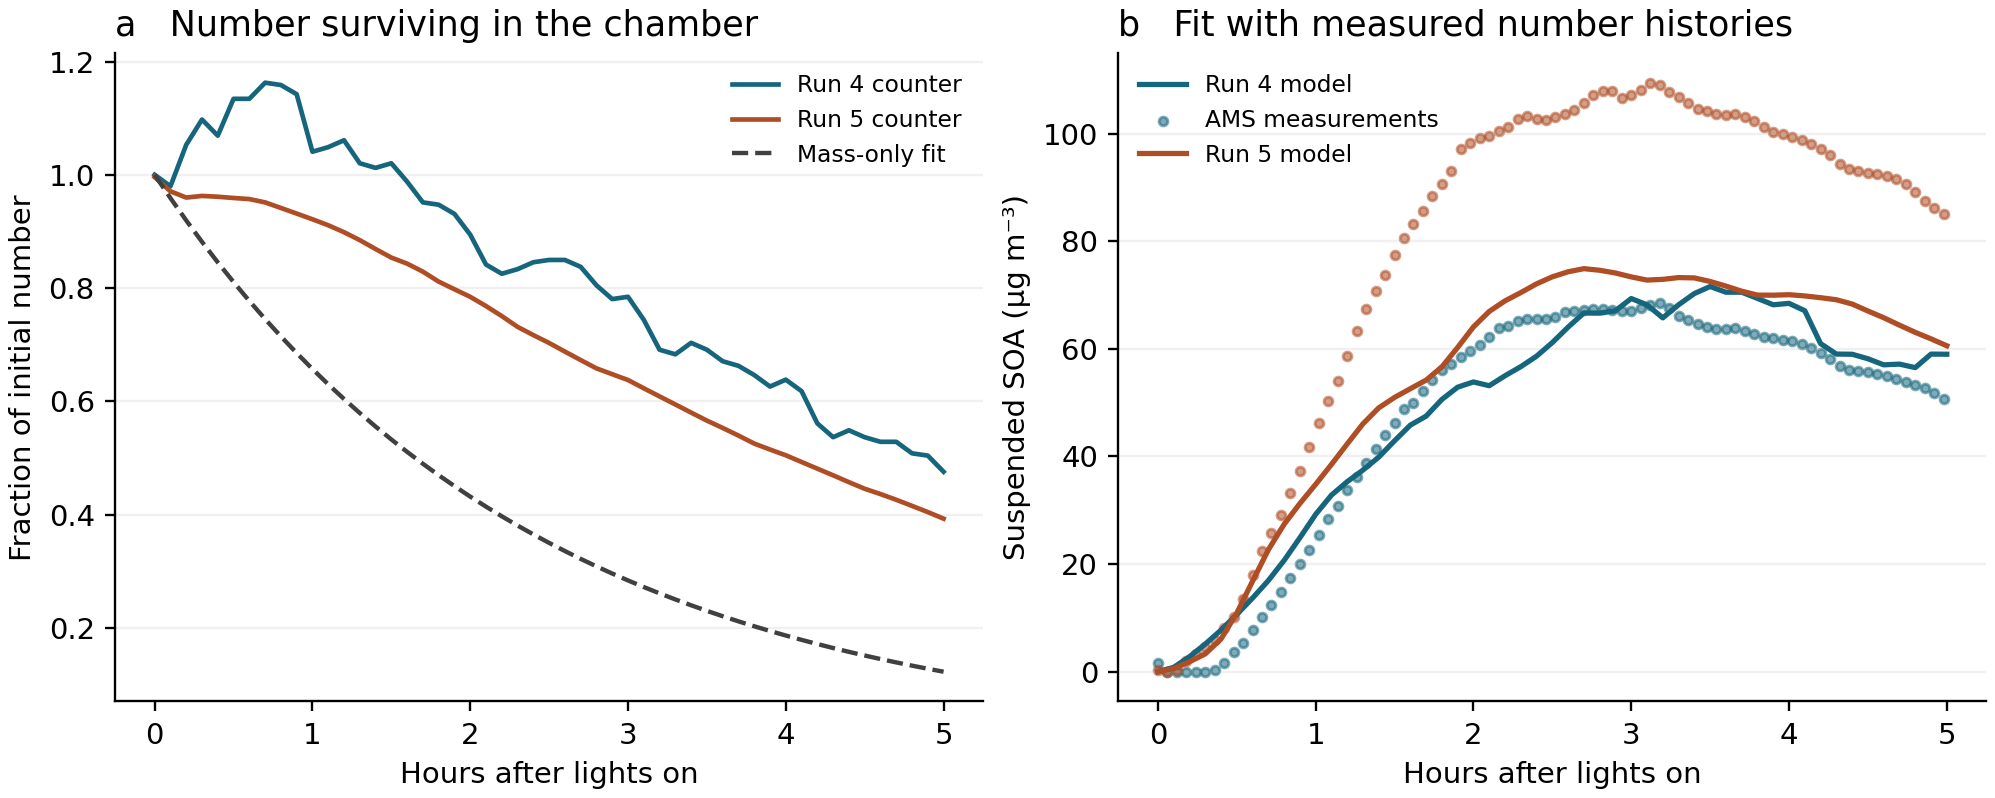 a Number surviving in the chamber
Fraction of initial number
1.2
1.0
0.8
0.6
0.4
0.2
Run 4 counter
Run 5 counter
Mass-only fit
0 1 2 3 4 5
Hours after lights on
b Fit with measured number histories
Suspended SOA (µg m⁻³)
100
80
60
40
20
0
Run 4 model
AMS measurements
Run 5 model
0 1 2 3 4 5
Hours after lights on